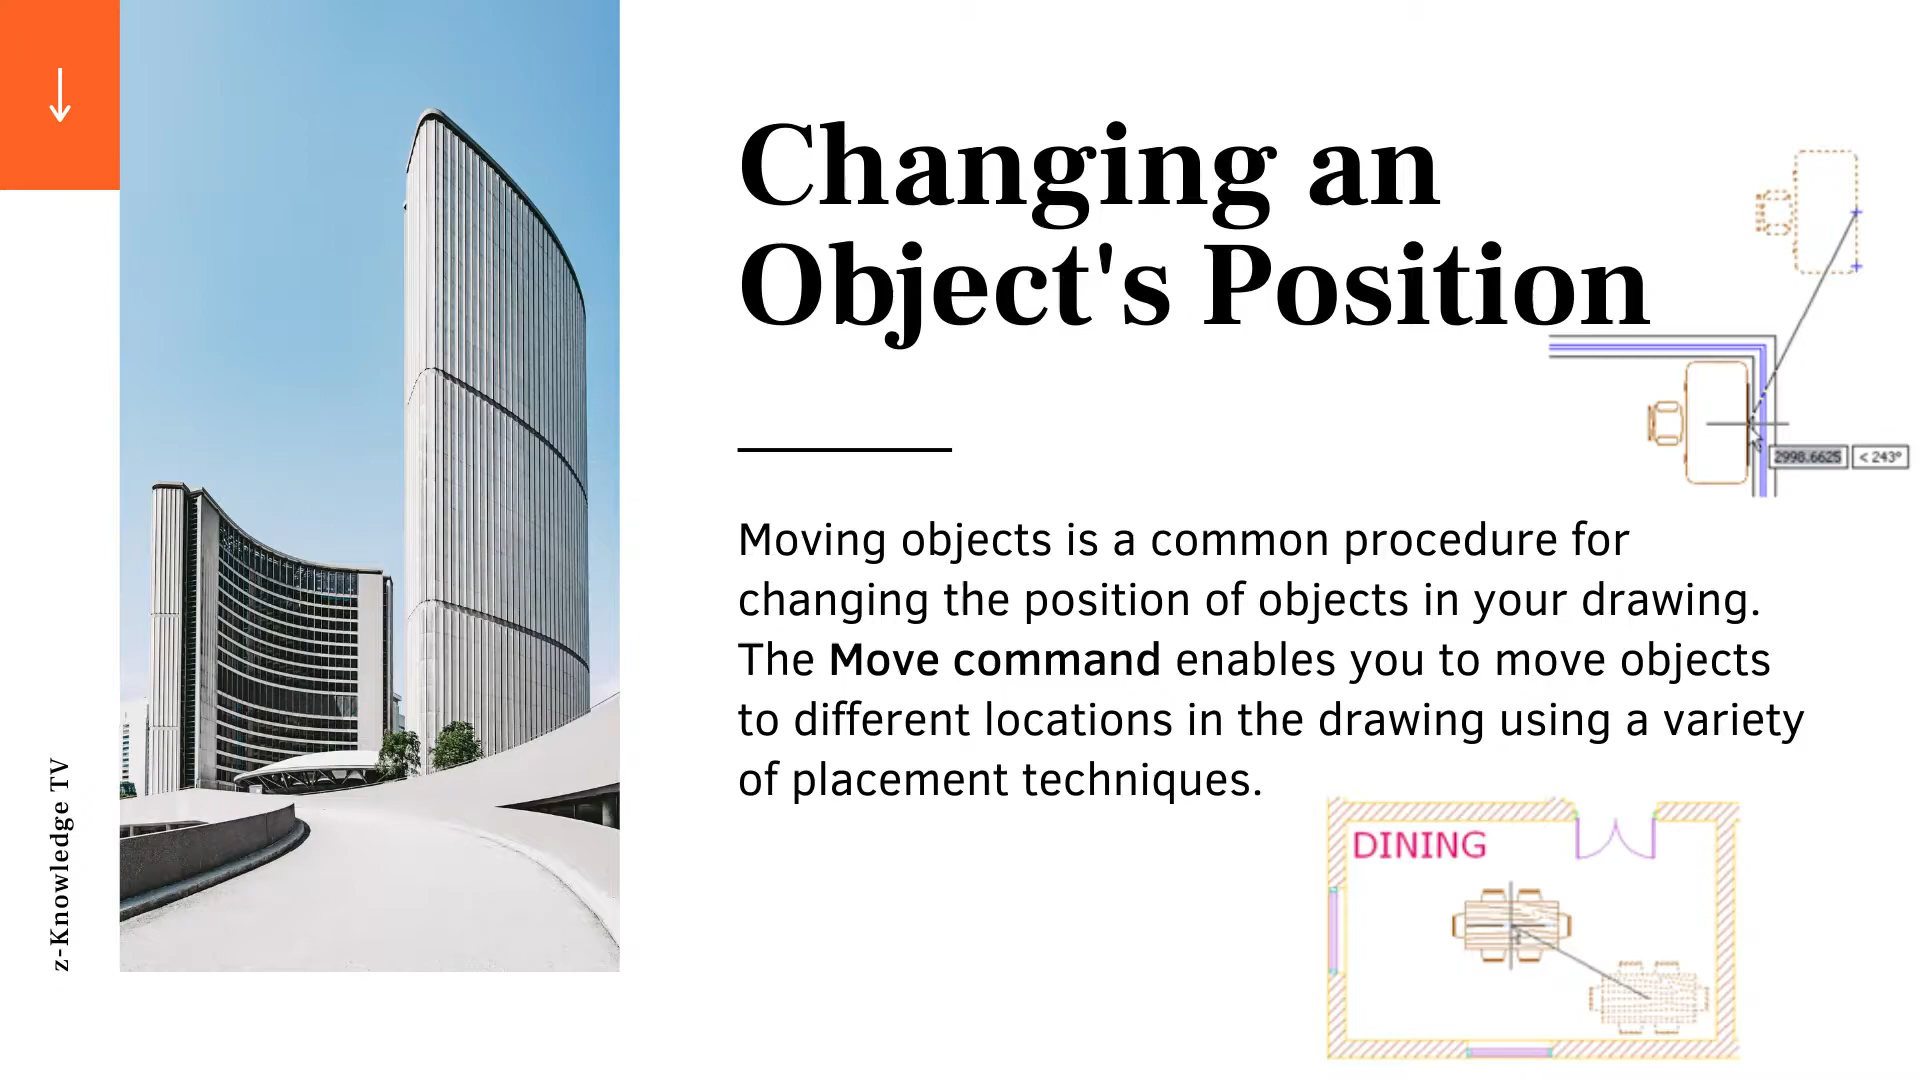 Changing an
Object's Position
2998.6625 < 243°
Moving objects is a common procedure for
changing the position of objects in your drawing.
The Move command enables you to move objects
to different locations in the drawing using a variety
of placement techniques.
DINING
z-Knowledge TV